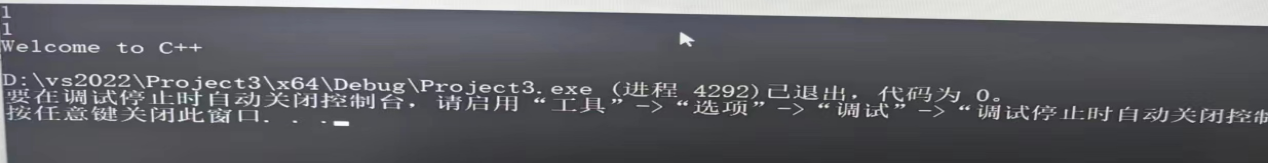 1
1
Welcome to C++
D:\vs2022\Project3\x64\Debug\Project3.exe (进程 4292)已退出，代码为 0。
要在调试停止时自动关闭控制台，请启用“工具”->“选项”->“调试”->“调试停止时自动关闭控制
按任意键关闭此窗口. . .